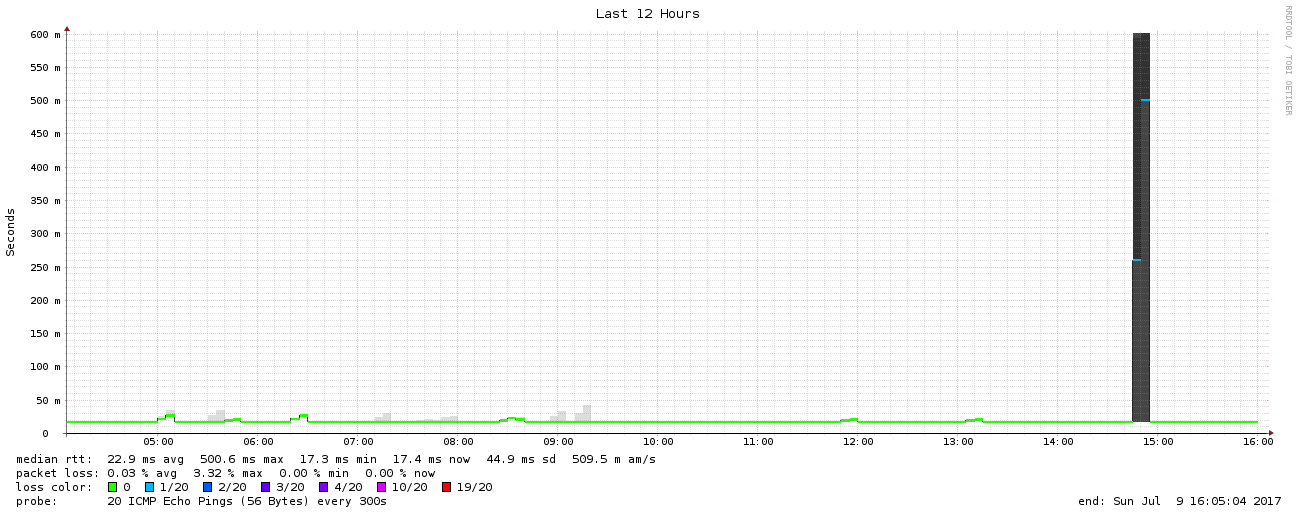 Last 12 Hours
RRDTOOL / TOBI OETIKER
Seconds
600 m
550 m
500 m
450 m
400 m
350 m
300 m
250 m
200 m
150 m
100 m
50 m
0
05:00 06:00 07:00 08:00 09:00 10:00 11:00 12:00 13:00 14:00 15:00 16:00
median rtt: 22.9 ms avg 500.6 ms max 17.3 ms min 17.4 ms now 44.9 ms sd 509.5 m am/s
packet loss: 0.03 % avg 3.32 % max 0.00 % min 0.00 % now
loss color: 0 1/20 2/20 3/20 4/20 10/20 19/20
probe: 20 ICMP Echo Pings (56 Bytes) every 300s
end: Sun Jul 9 16:05:04 2017